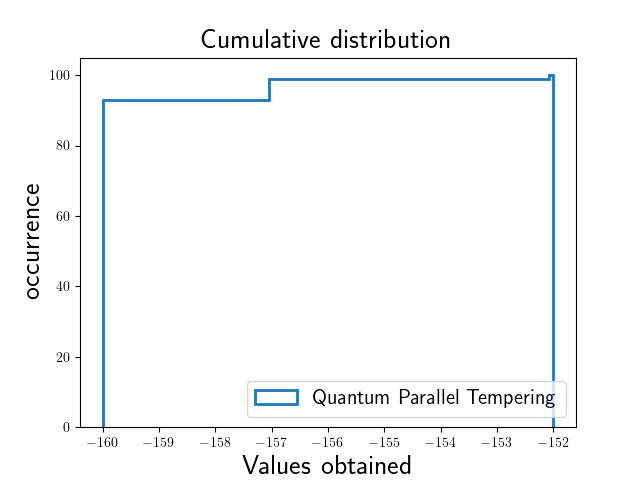 Cumulative distribution
100
80
60
40
20
0
occurrence
−160 −159 −158 −157 −156 −155 −154 −153 −152
Values obtained
Quantum Parallel Tempering